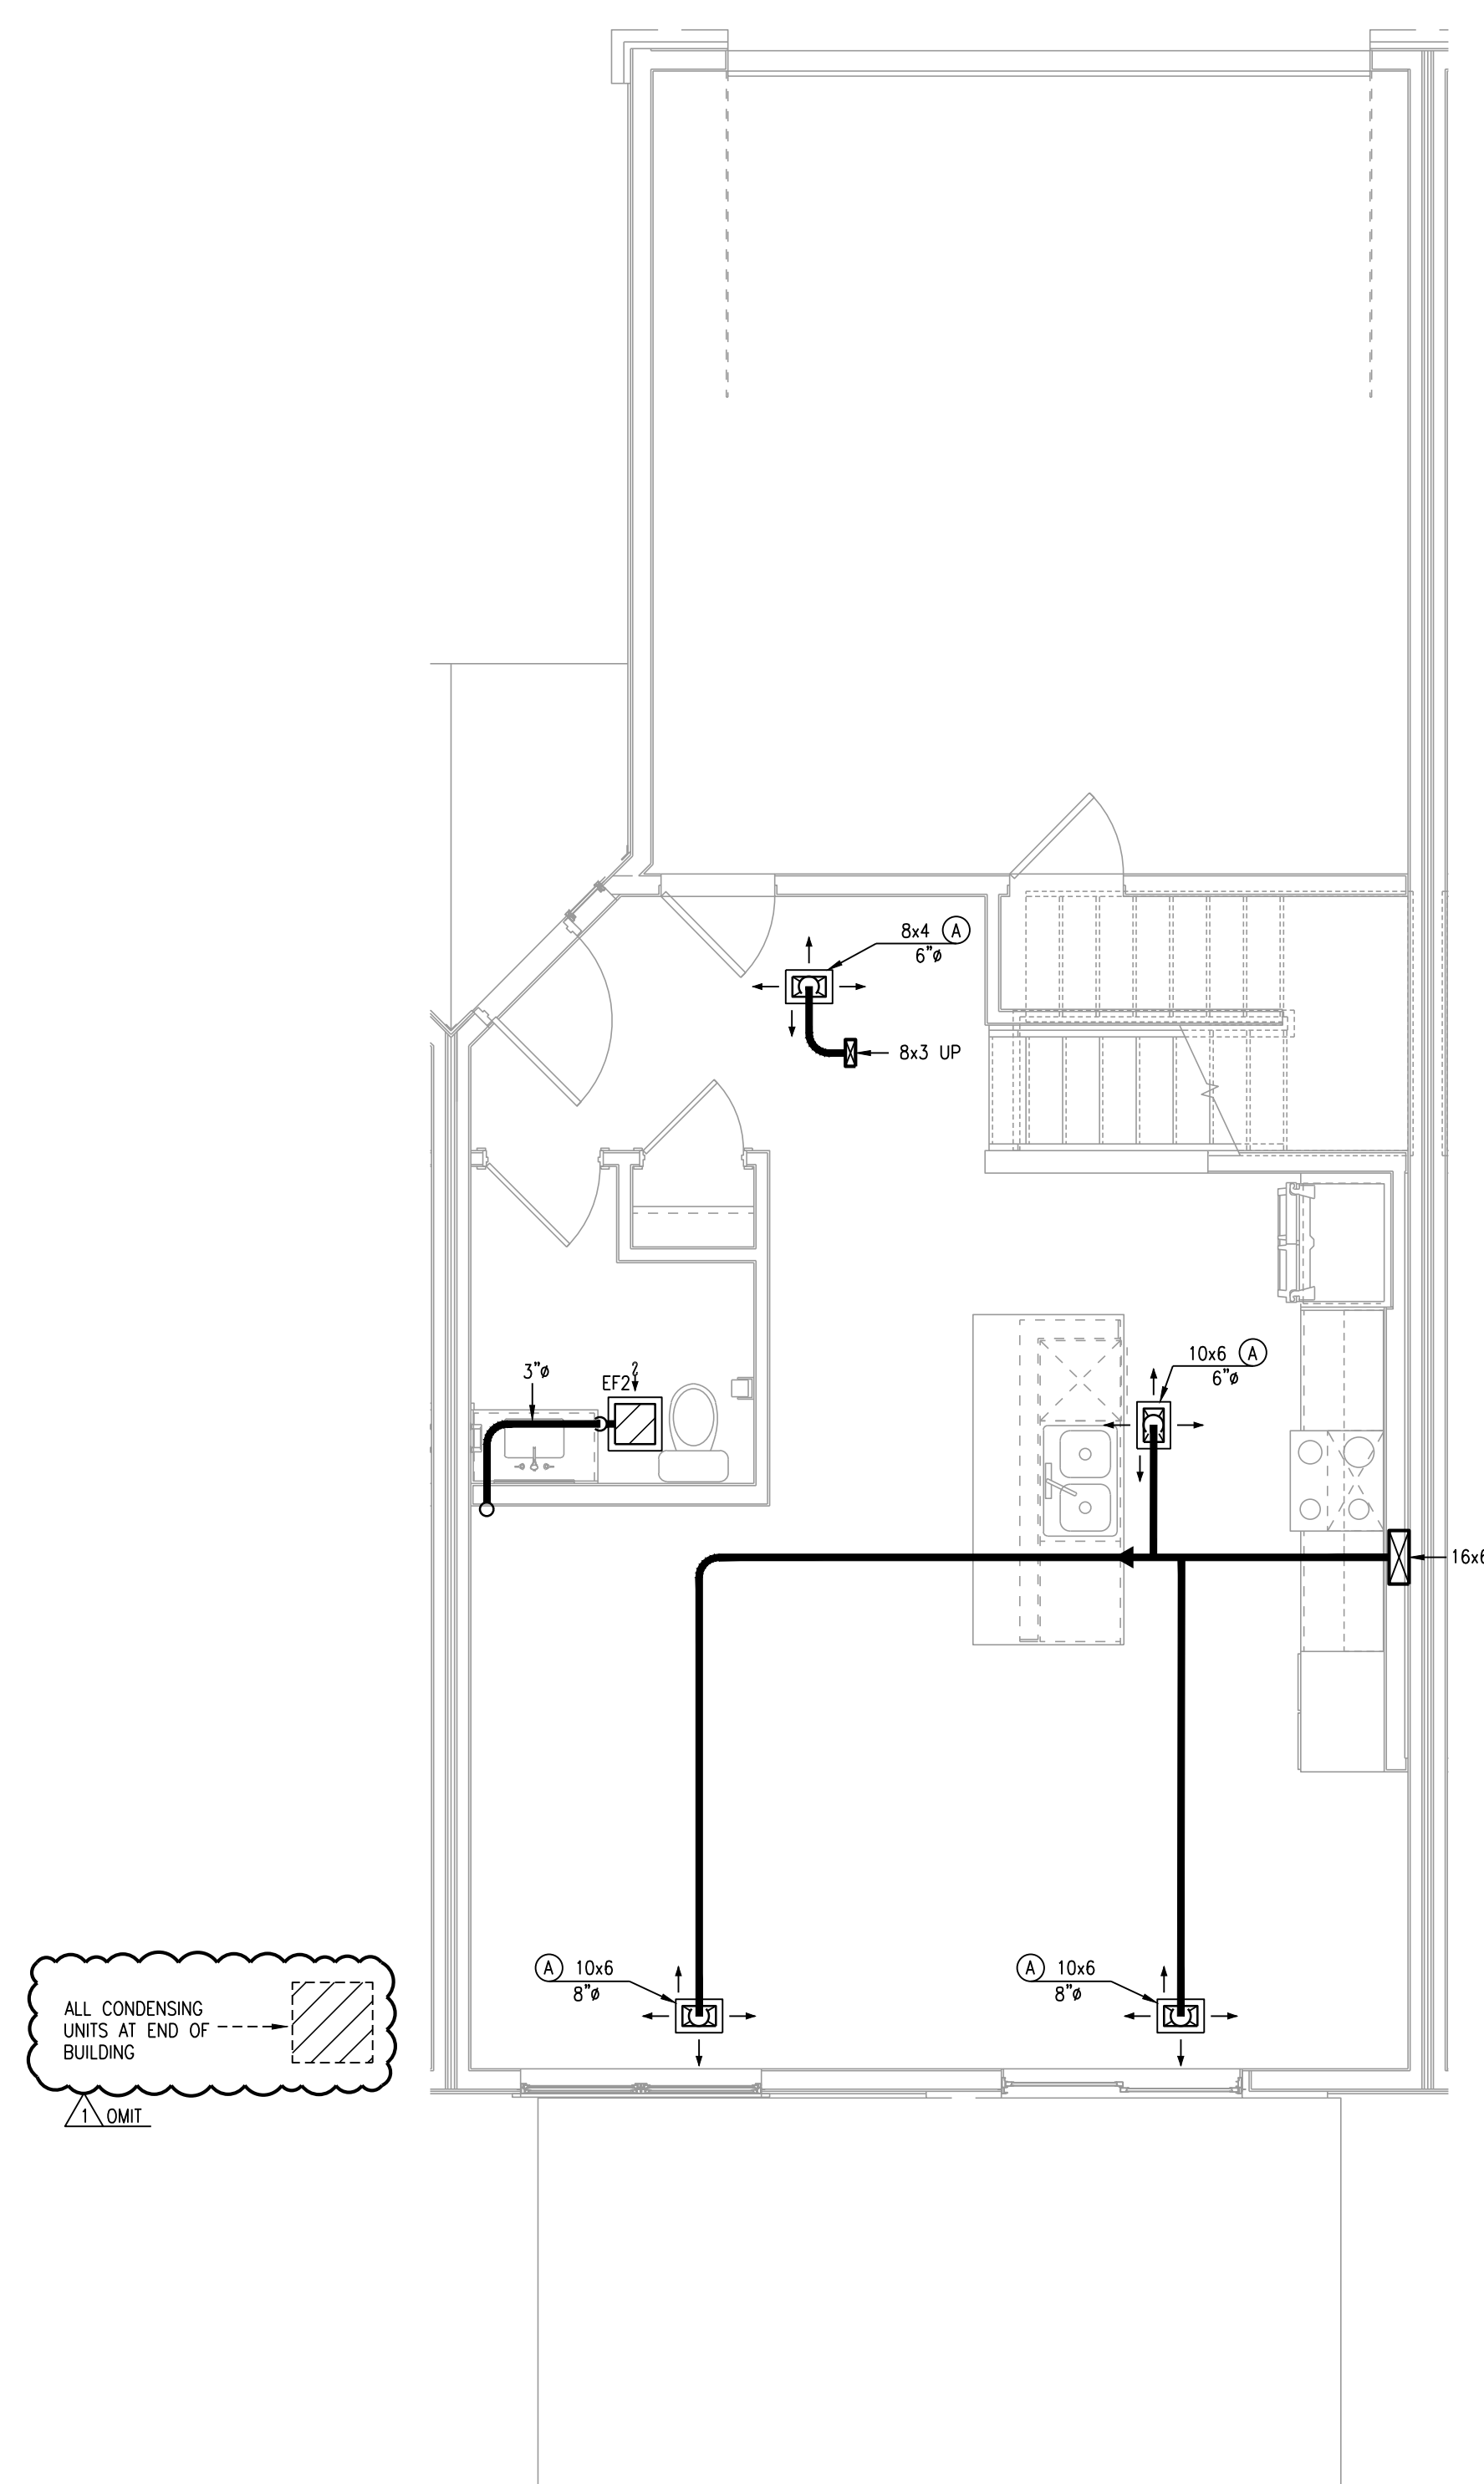 8x4 A
6"ø
8x3 UP
10x6 A
6"ø
3"ø
EF2
16x6
A 10x6
8"ø
A 10x6
8"ø
ALL CONDENSING
UNITS AT END OF
BUILDING
1 OMIT